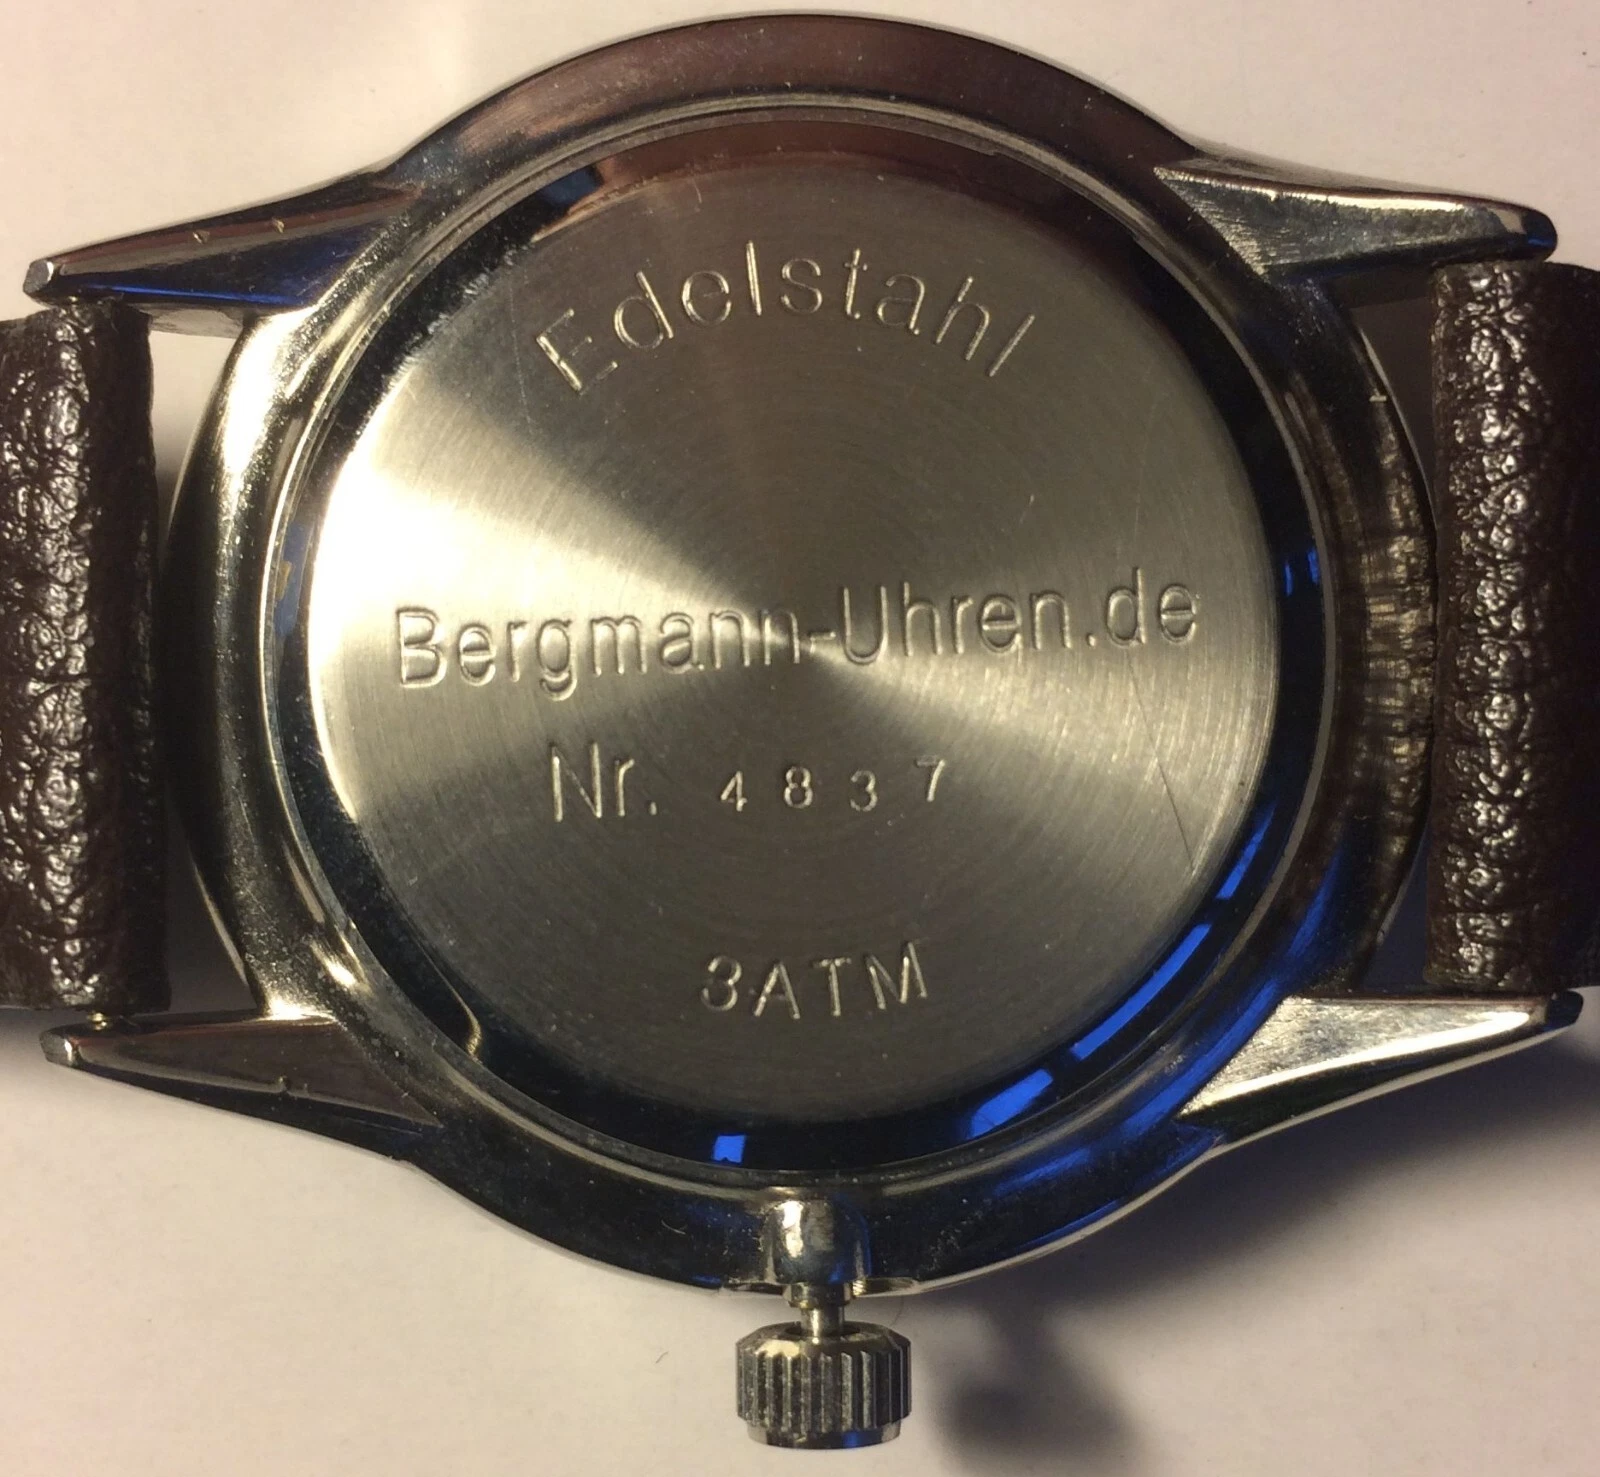 Edelstahl
Bergmann-Uhren.de
Nr. 4837
3ATM